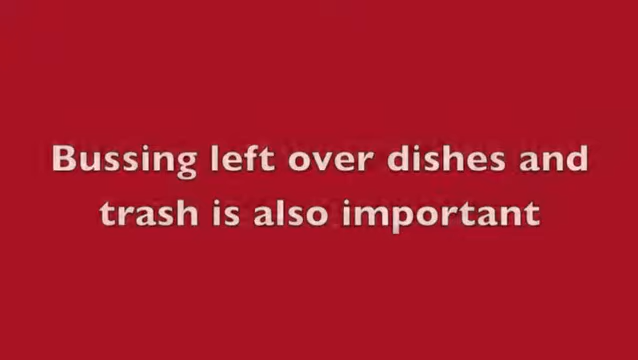 Bussing left over dishes and
trash is also important